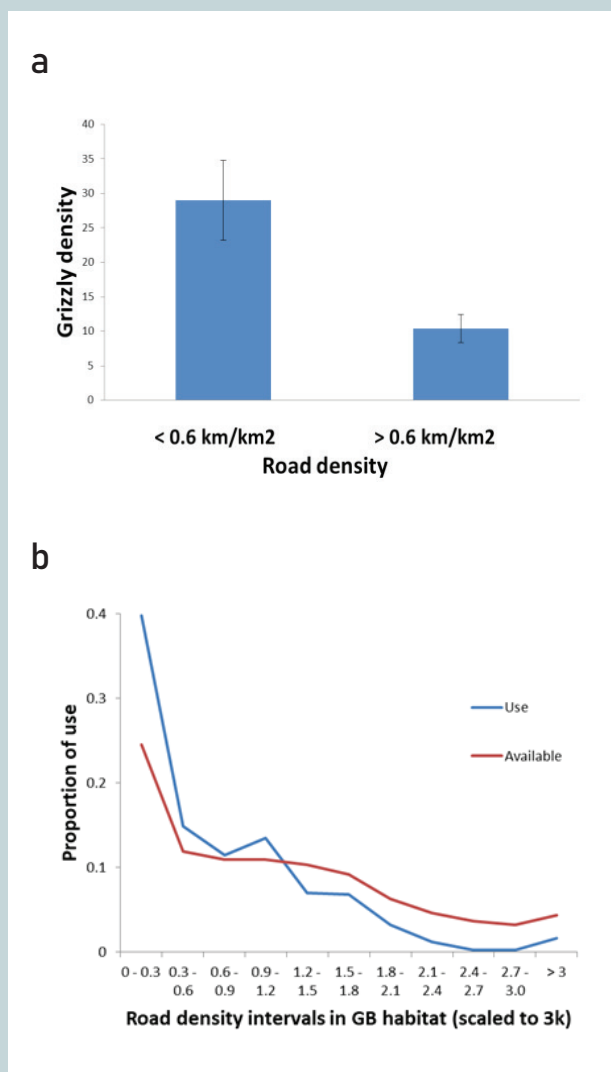 a
40
35
30
25
20
15
10
5
0
Grizzly density
< 0.6 km/km2 > 0.6 km/km2
Road density
b
0.4
0.3
0.2
0.1
0
Proportion of use
Use
Available
0 - 0.3 0.3 - 0.6 - 0.9 - 1.2 - 1.5 - 1.8 - 2.1 - 2.4 - 2.7 - > 3
0.6 0.9 1.2 1.5 1.8 2.1 2.4 2.7 3.0
Road density intervals in GB habitat (scaled to 3k)